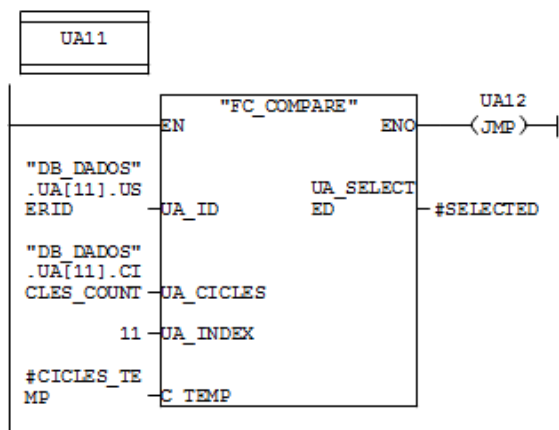 UA11
"FC_COMPARE"
UA12
EN
ENO
(JMP)
"DB_DADOS"
.UA[11].US
ERID
UA_ID
UA_SELECT
ED
#SELECTED
"DB_DADOS"
.UA[11].CI
CLES_COUNT
UA_CICLES
11
UA_INDEX
#CICLES_TE
MP
C_TEMP